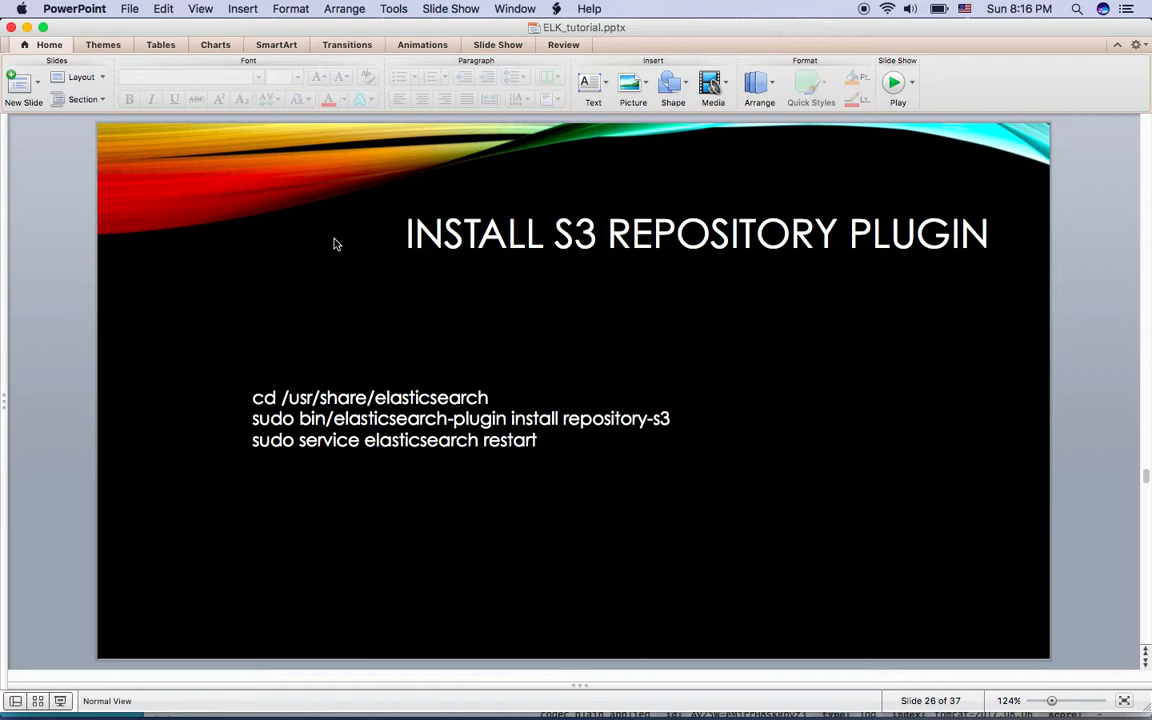 PowerPoint File Edit View Insert Format Arrange Tools Slide Show Window Help Sun 8:16 PM
ELK_tutorial.pptx
Home Themes Tables Charts SmartArt Transitions Animations Slide Show Review
Slides Font Paragraph Insert Format Slide Show
Layout
New Slide Section
Text Picture Shape Media Arrange Quick Styles Play
INSTALL S3 REPOSITORY PLUGIN
cd /usr/share/elasticsearch
sudo bin/elasticsearch-plugin install repository-s3
sudo service elasticsearch restart
Normal View Slide 26 of 37 124%